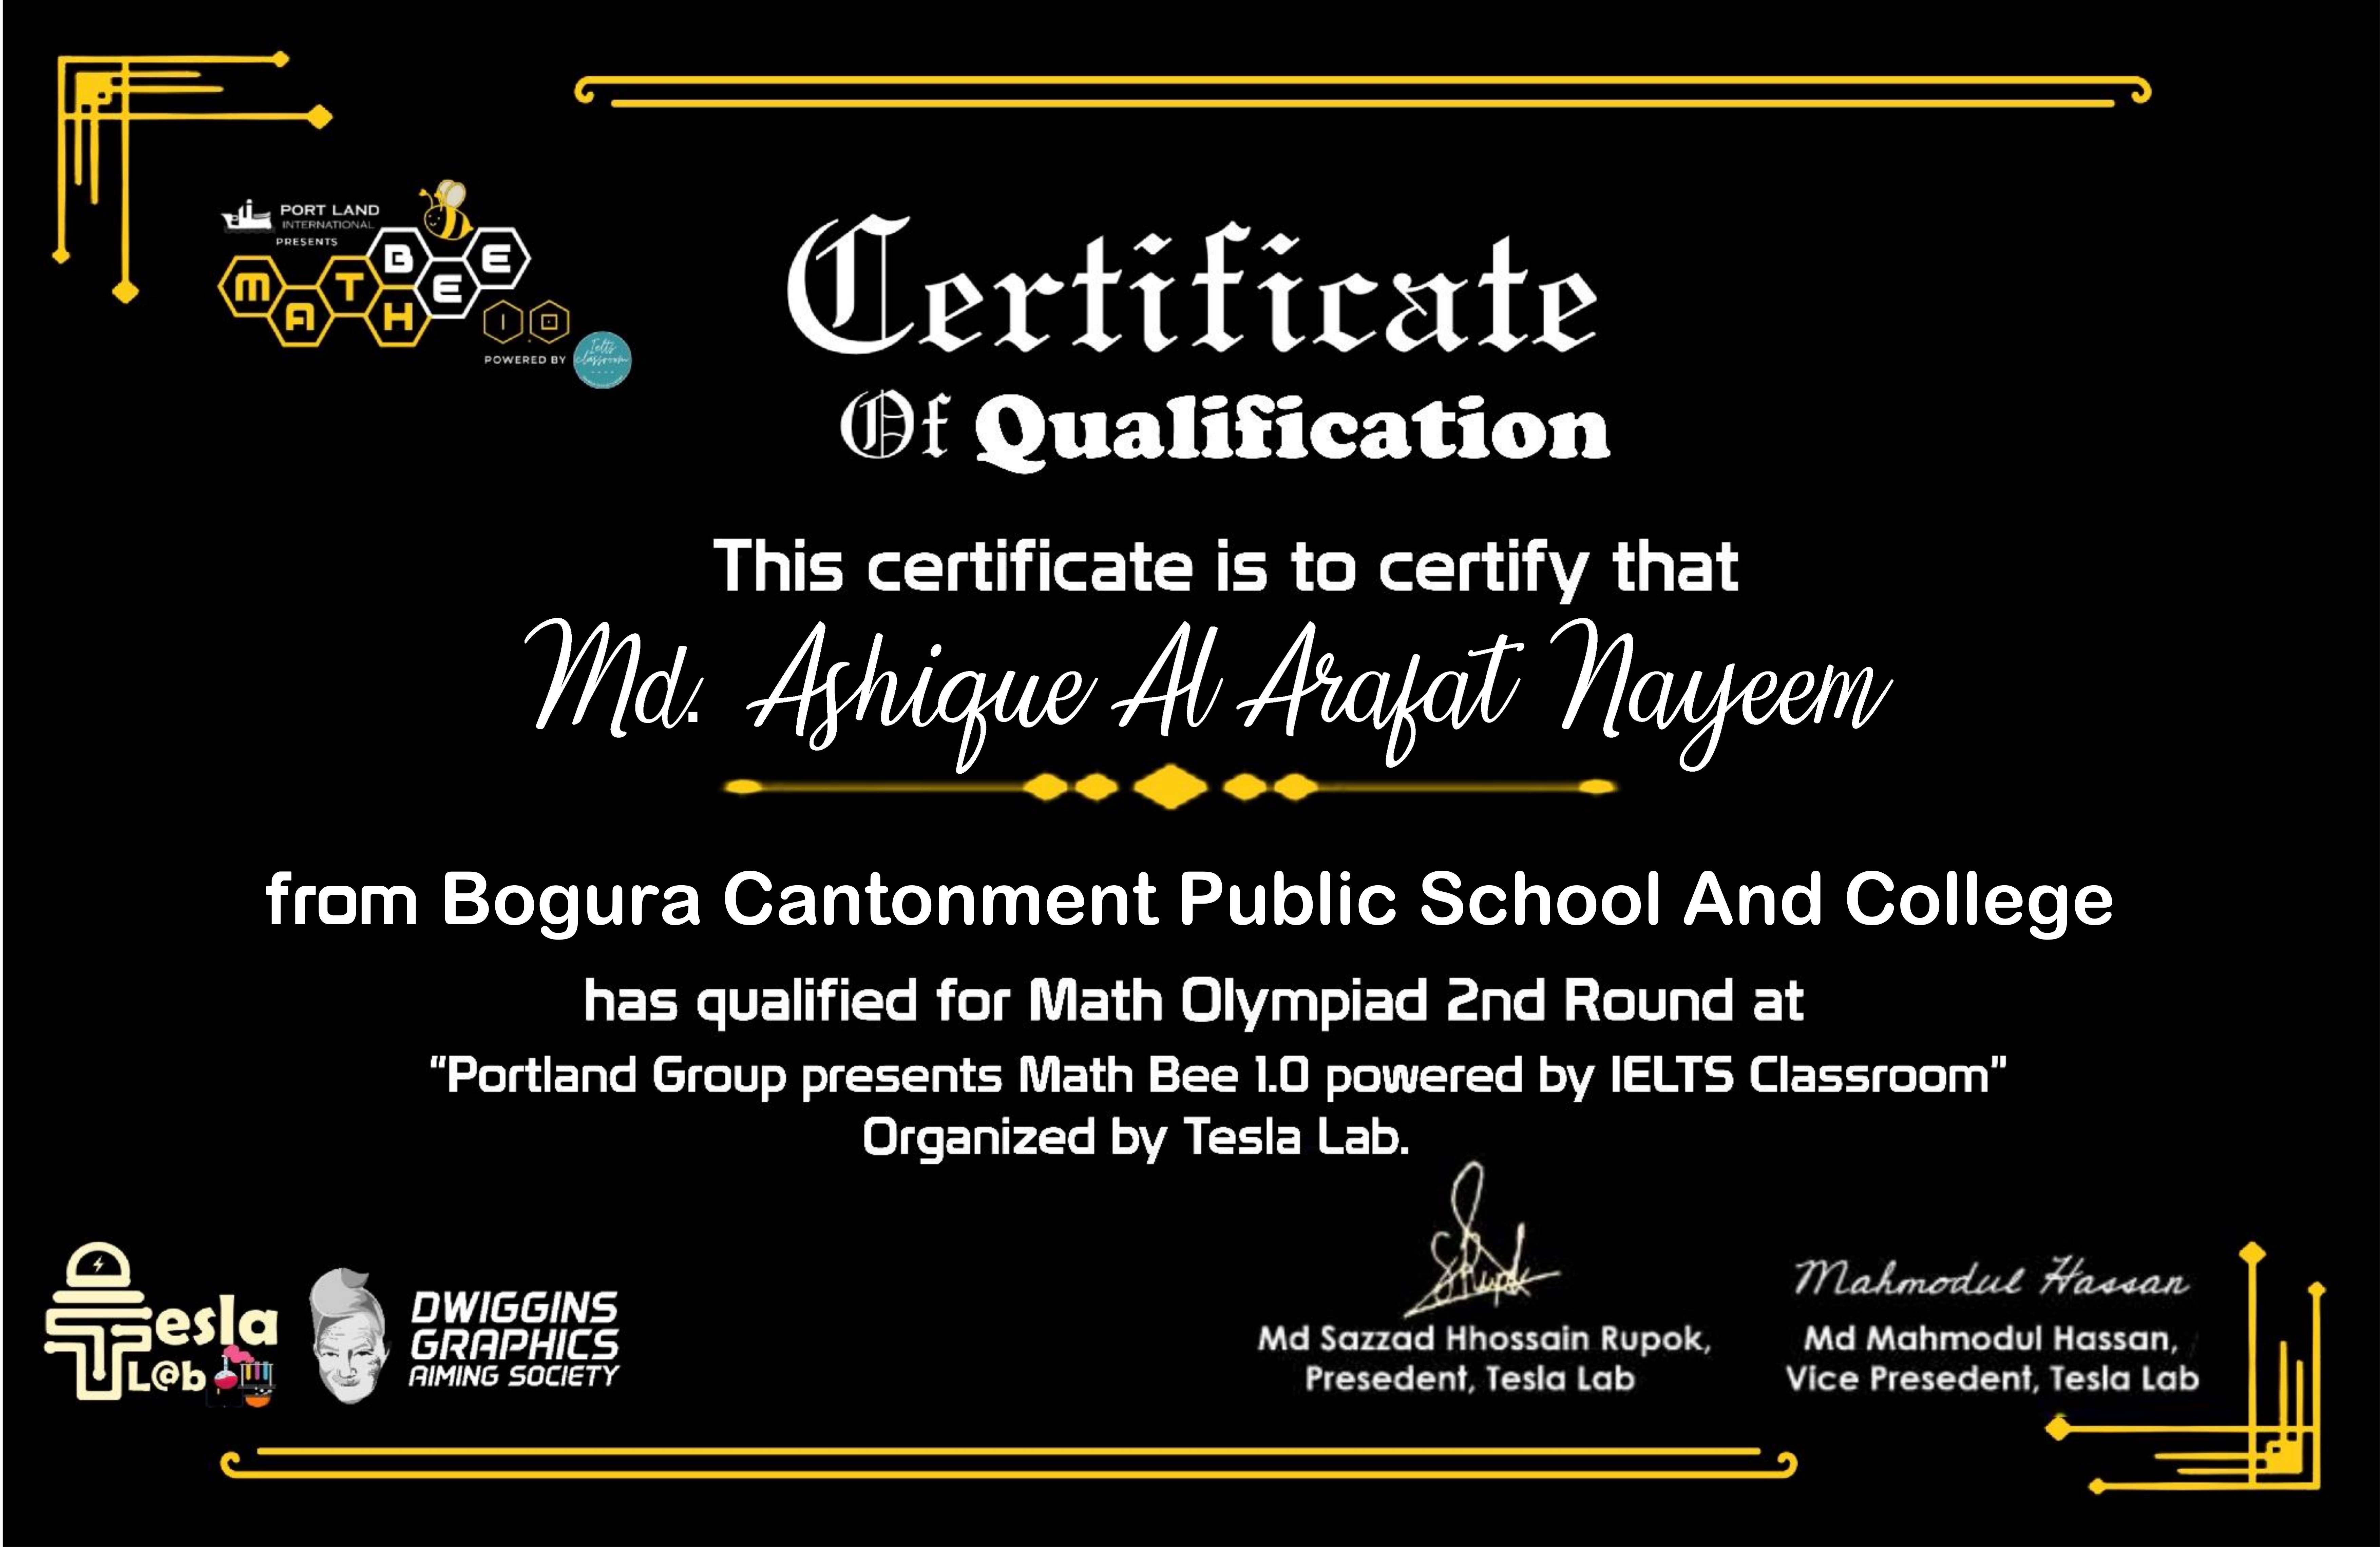 PORT LAND
INTERNATIONAL
PRESENTS
MATH BEE
1.0
POWERED BY
Ielts classroom
Certificate
Of Qualification
This certificate is to certify that
Md. Ashique Al Arafat Nayeem
from Bogura Cantonment Public School And College
has qualified for Math Olympiad 2nd Round at
“Portland Group presents Math Bee 1.0 powered by IELTS Classroom”
Organized by Tesla Lab.
Tesla
L@b
DWIGGINS
GRAPHICS
AIMING SOCIETY
Mahmodul Hassan
Md Sazzad Hhossain Rupok,
Presedent, Tesla Lab
Md Mahmodul Hassan,
Vice Presedent, Tesla Lab